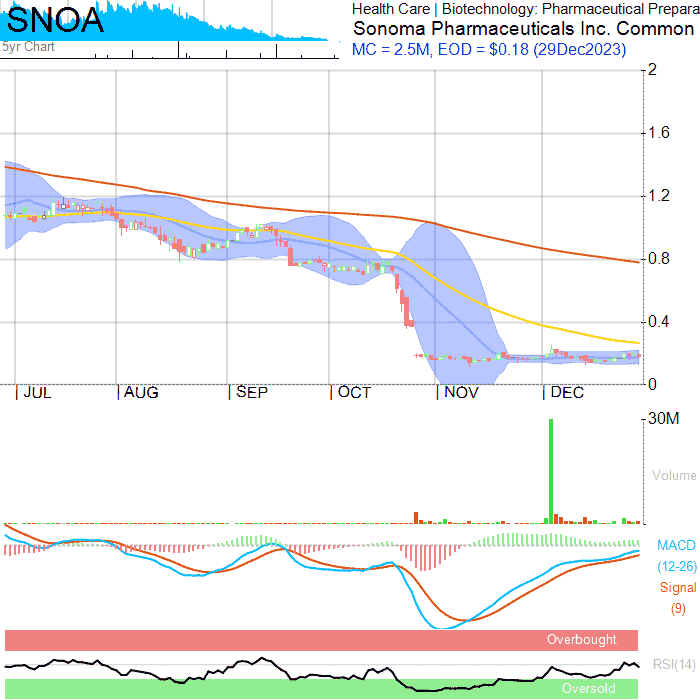 SNOA
5yr Chart
Health Care | Biotechnology: Pharmaceutical Prepara
Sonoma Pharmaceuticals Inc. Common
MC = 2.5M, EOD = $0.18 (29Dec2023)
2
1.6
1.2
0.8
0.4
0
JUL AUG SEP OCT NOV DEC
30M
Volume
MACD
(12-26)
Signal
(9)
Overbought
RSI(14)
Oversold